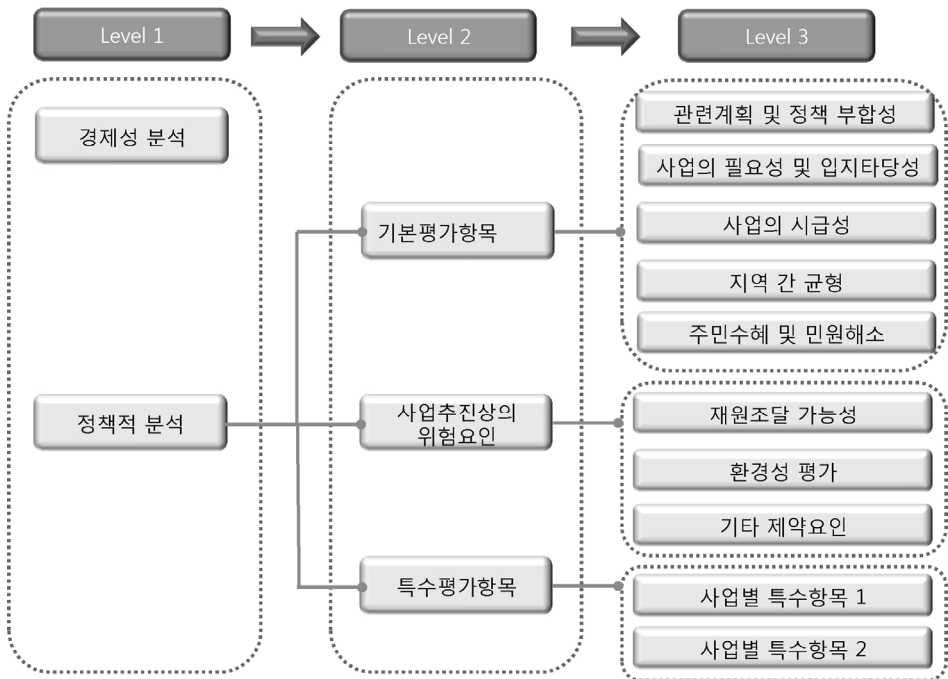 Level 1
Level 2
Level 3
경제성 분석
정책적 분석
기본평가항목
사업추진상의
위험요인
특수평가항목
관련계획 및 정책 부합성
사업의 필요성 및 입지타당성
사업의 시급성
지역 간 균형
주민수혜 및 민원해소
재원조달 가능성
환경성 평가
기타 제약요인
사업별 특수항목 1
사업별 특수항목 2